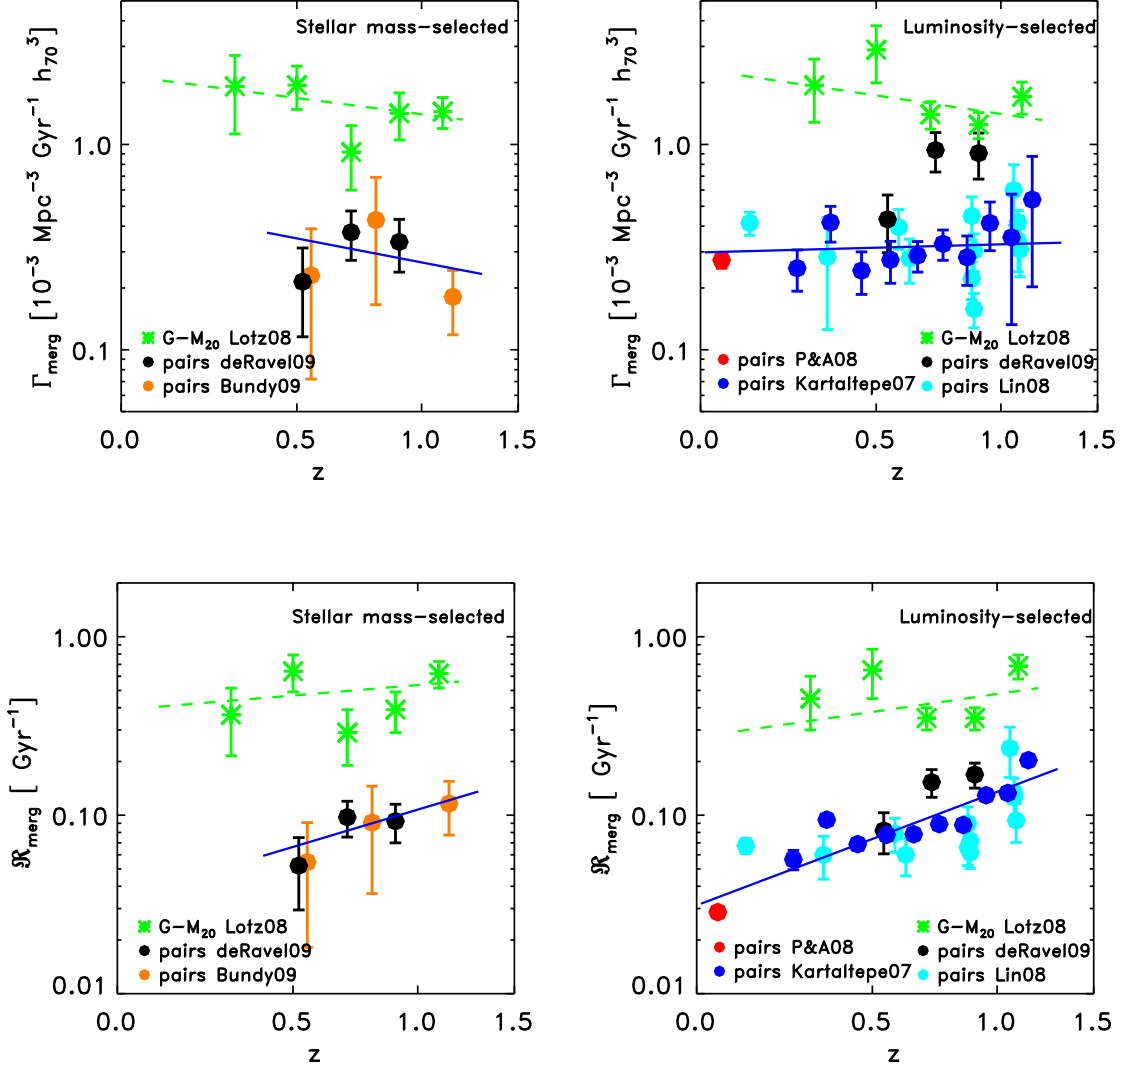 Stellar mass−selected
Γmerg [10⁻³ Mpc⁻³ Gyr⁻¹ h₇₀³]
1.0
0.1
G−M₂₀ Lotz08
pairs deRavel09
pairs Bundy09
0.0 0.5 1.0 1.5
z
Luminosity−selected
Γmerg [10⁻³ Mpc⁻³ Gyr⁻¹ h₇₀³]
1.0
0.1
G−M₂₀ Lotz08
pairs P&A08
pairs deRavel09
pairs Kartaltepe07
pairs Lin08
0.0 0.5 1.0 1.5
z
Stellar mass−selected
ℜmerg [ Gyr⁻¹]
1.00
0.10
0.01
G−M₂₀ Lotz08
pairs deRavel09
pairs Bundy09
0.0 0.5 1.0 1.5
z
Luminosity−selected
ℜmerg [ Gyr⁻¹]
1.00
0.10
0.01
G−M₂₀ Lotz08
pairs P&A08
pairs deRavel09
pairs Kartaltepe07
pairs Lin08
0.0 0.5 1.0 1.5
z